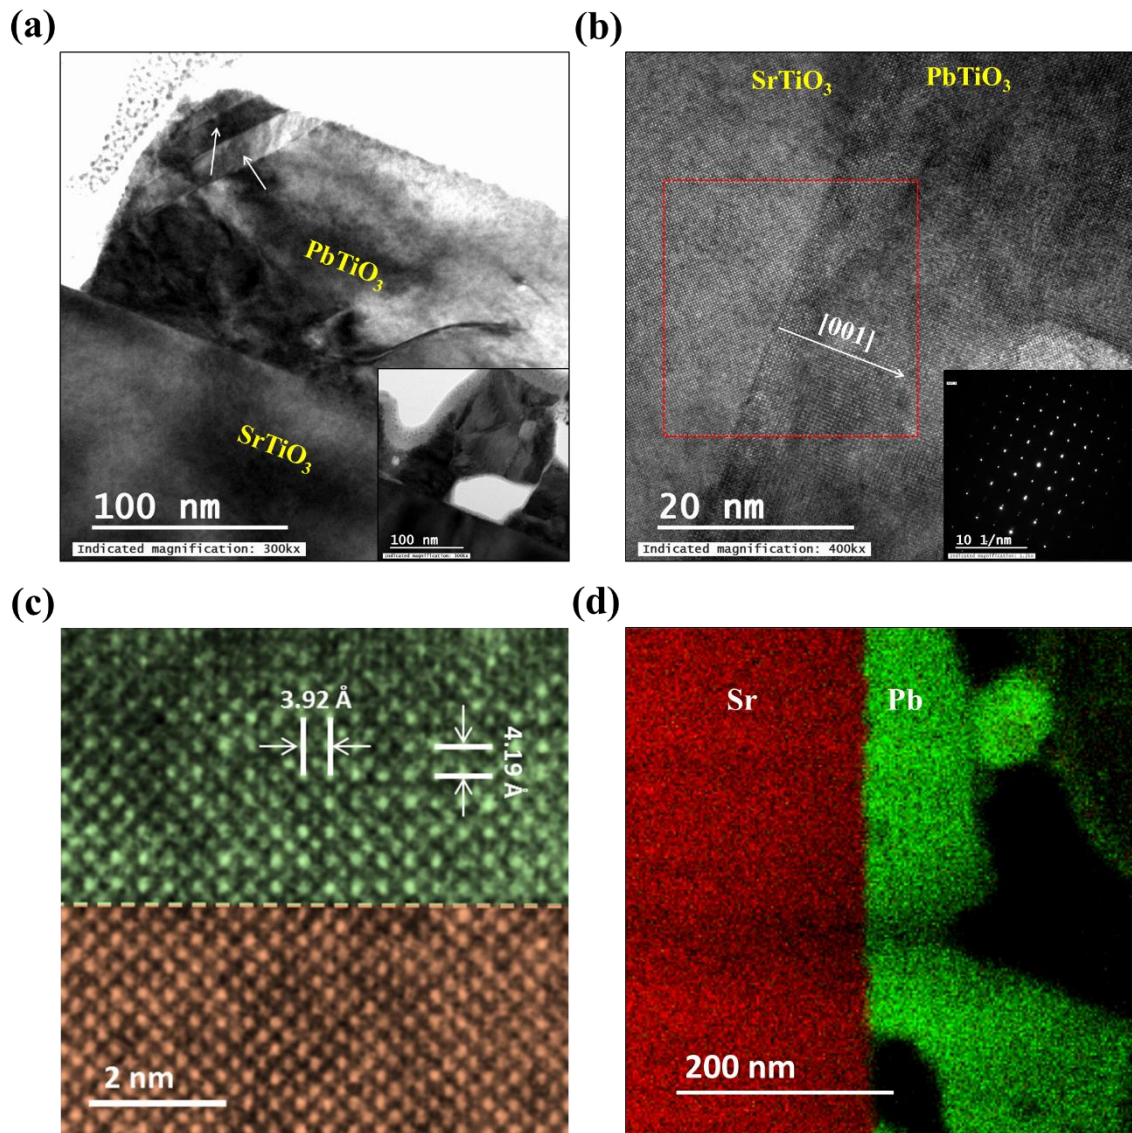 (a)
PbTiO₃
SrTiO₃
100 nm
Indicated magnification: 300kx
100 nm
(b)
SrTiO₃
PbTiO₃
[001]
20 nm
Indicated magnification: 400kx
10 1/nm
(c)
3.92 Å
4.19 Å
2 nm
(d)
Sr
Pb
200 nm